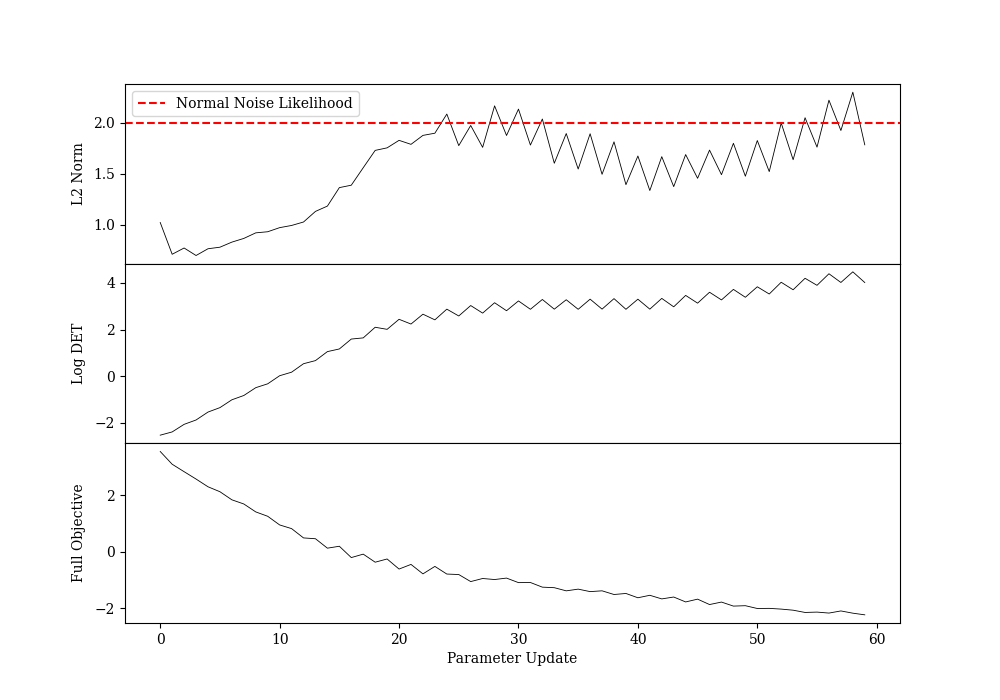 Normal Noise Likelihood
2.0
1.5
1.0
L2 Norm
4
2
0
−2
Log DET
2
0
−2
Full Objective
0 10 20 30 40 50 60
Parameter Update